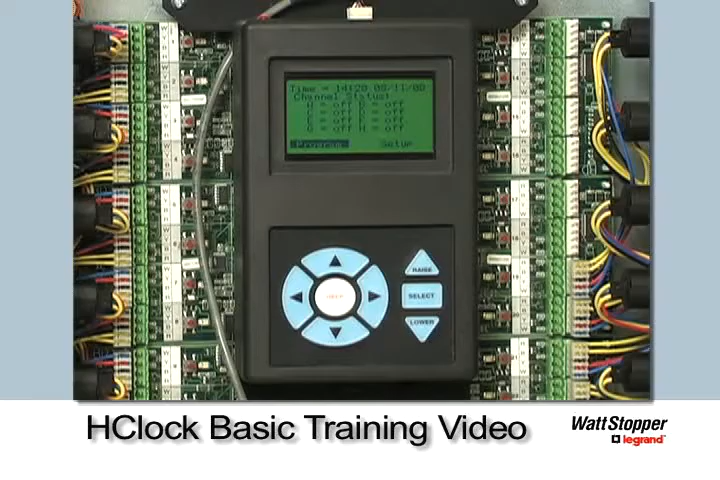 Time = 14:20 08/11/08
Channel Status:
A = off B = off
C = off D = off
E = off F = off
G = off H = off
Program Setup
HELP
RAISE
SELECT
LOWER
HClock Basic Training Video
WattStopper
legrand